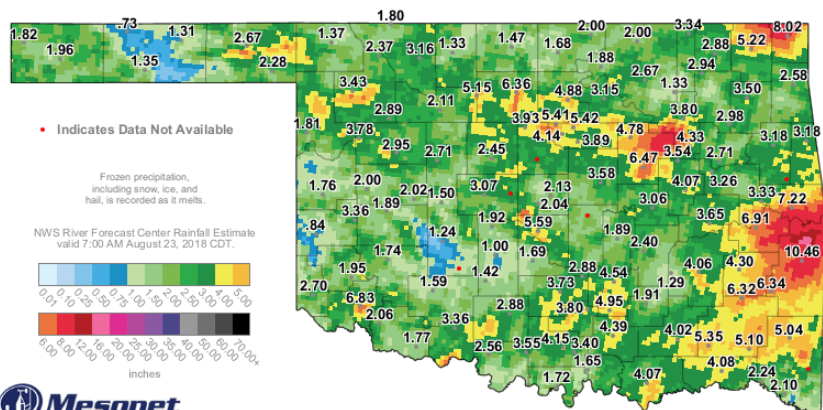 1.80
1.82 .73 1.31 2.67 1.37 2.37 3.16 1.33 1.47 1.68 2.00 2.00 3.34 8.02
1.96 1.35 2.28 1.88 2.88 5.22
3.43 2.11 5.15 6.36 4.88 3.15 2.67 1.33 2.94 3.50 2.58
1.81 3.78 2.89 3.93 5.41 5.42 3.80 2.98
2.95 2.71 2.45 4.14 3.89 4.78 4.33 3.18 3.18
• Indicates Data Not Available
6.47 3.54 2.71
Frozen precipitation,
including snow, ice, and
hail, is recorded as it melts.
1.76 2.00 2.02 1.50 3.07 2.13 3.58 4.07 3.26 3.33 7.22
3.36 1.89 1.92 2.04 3.06 3.65 6.91
NWS River Forecast Center Rainfall Estimate
valid 7:00 AM August 23, 2018 CDT.
.84 1.24 5.59 1.89 2.40 10.46
1.74 1.00 1.69 4.06 4.30
1.95 1.59 1.42 2.88 4.54 1.29 6.32 6.34
2.70 6.83 2.88 3.73 4.95 1.91
2.06 3.36 3.80 4.39 4.02 5.35 5.10 5.04
1.77 2.56 3.55 4.15 3.40 4.08 2.24
1.72 1.65 4.07 2.10
0.01 0.10 0.25 0.50 0.75 1.00 1.50 2.00 2.50 3.00 4.00 5.00
6.00 8.00 12.00 16.00 20.00 25.00 30.00 35.00 40.00 50.00 60.00 70.00+
inches
Mesonet